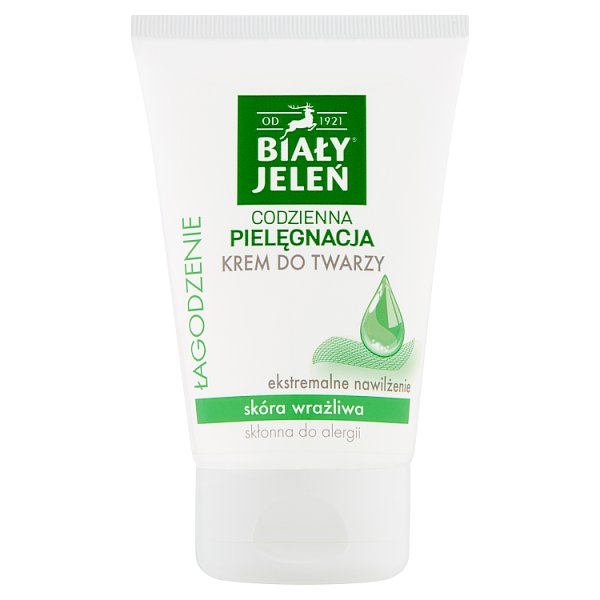 OD 1921
BIAŁY®
JELEŃ
CODZIENNA
PIELĘGNACJA
KREM DO TWARZY
ŁAGODZENIE
ekstremalne nawilżenie
skóra wrażliwa
skłonna do alergii